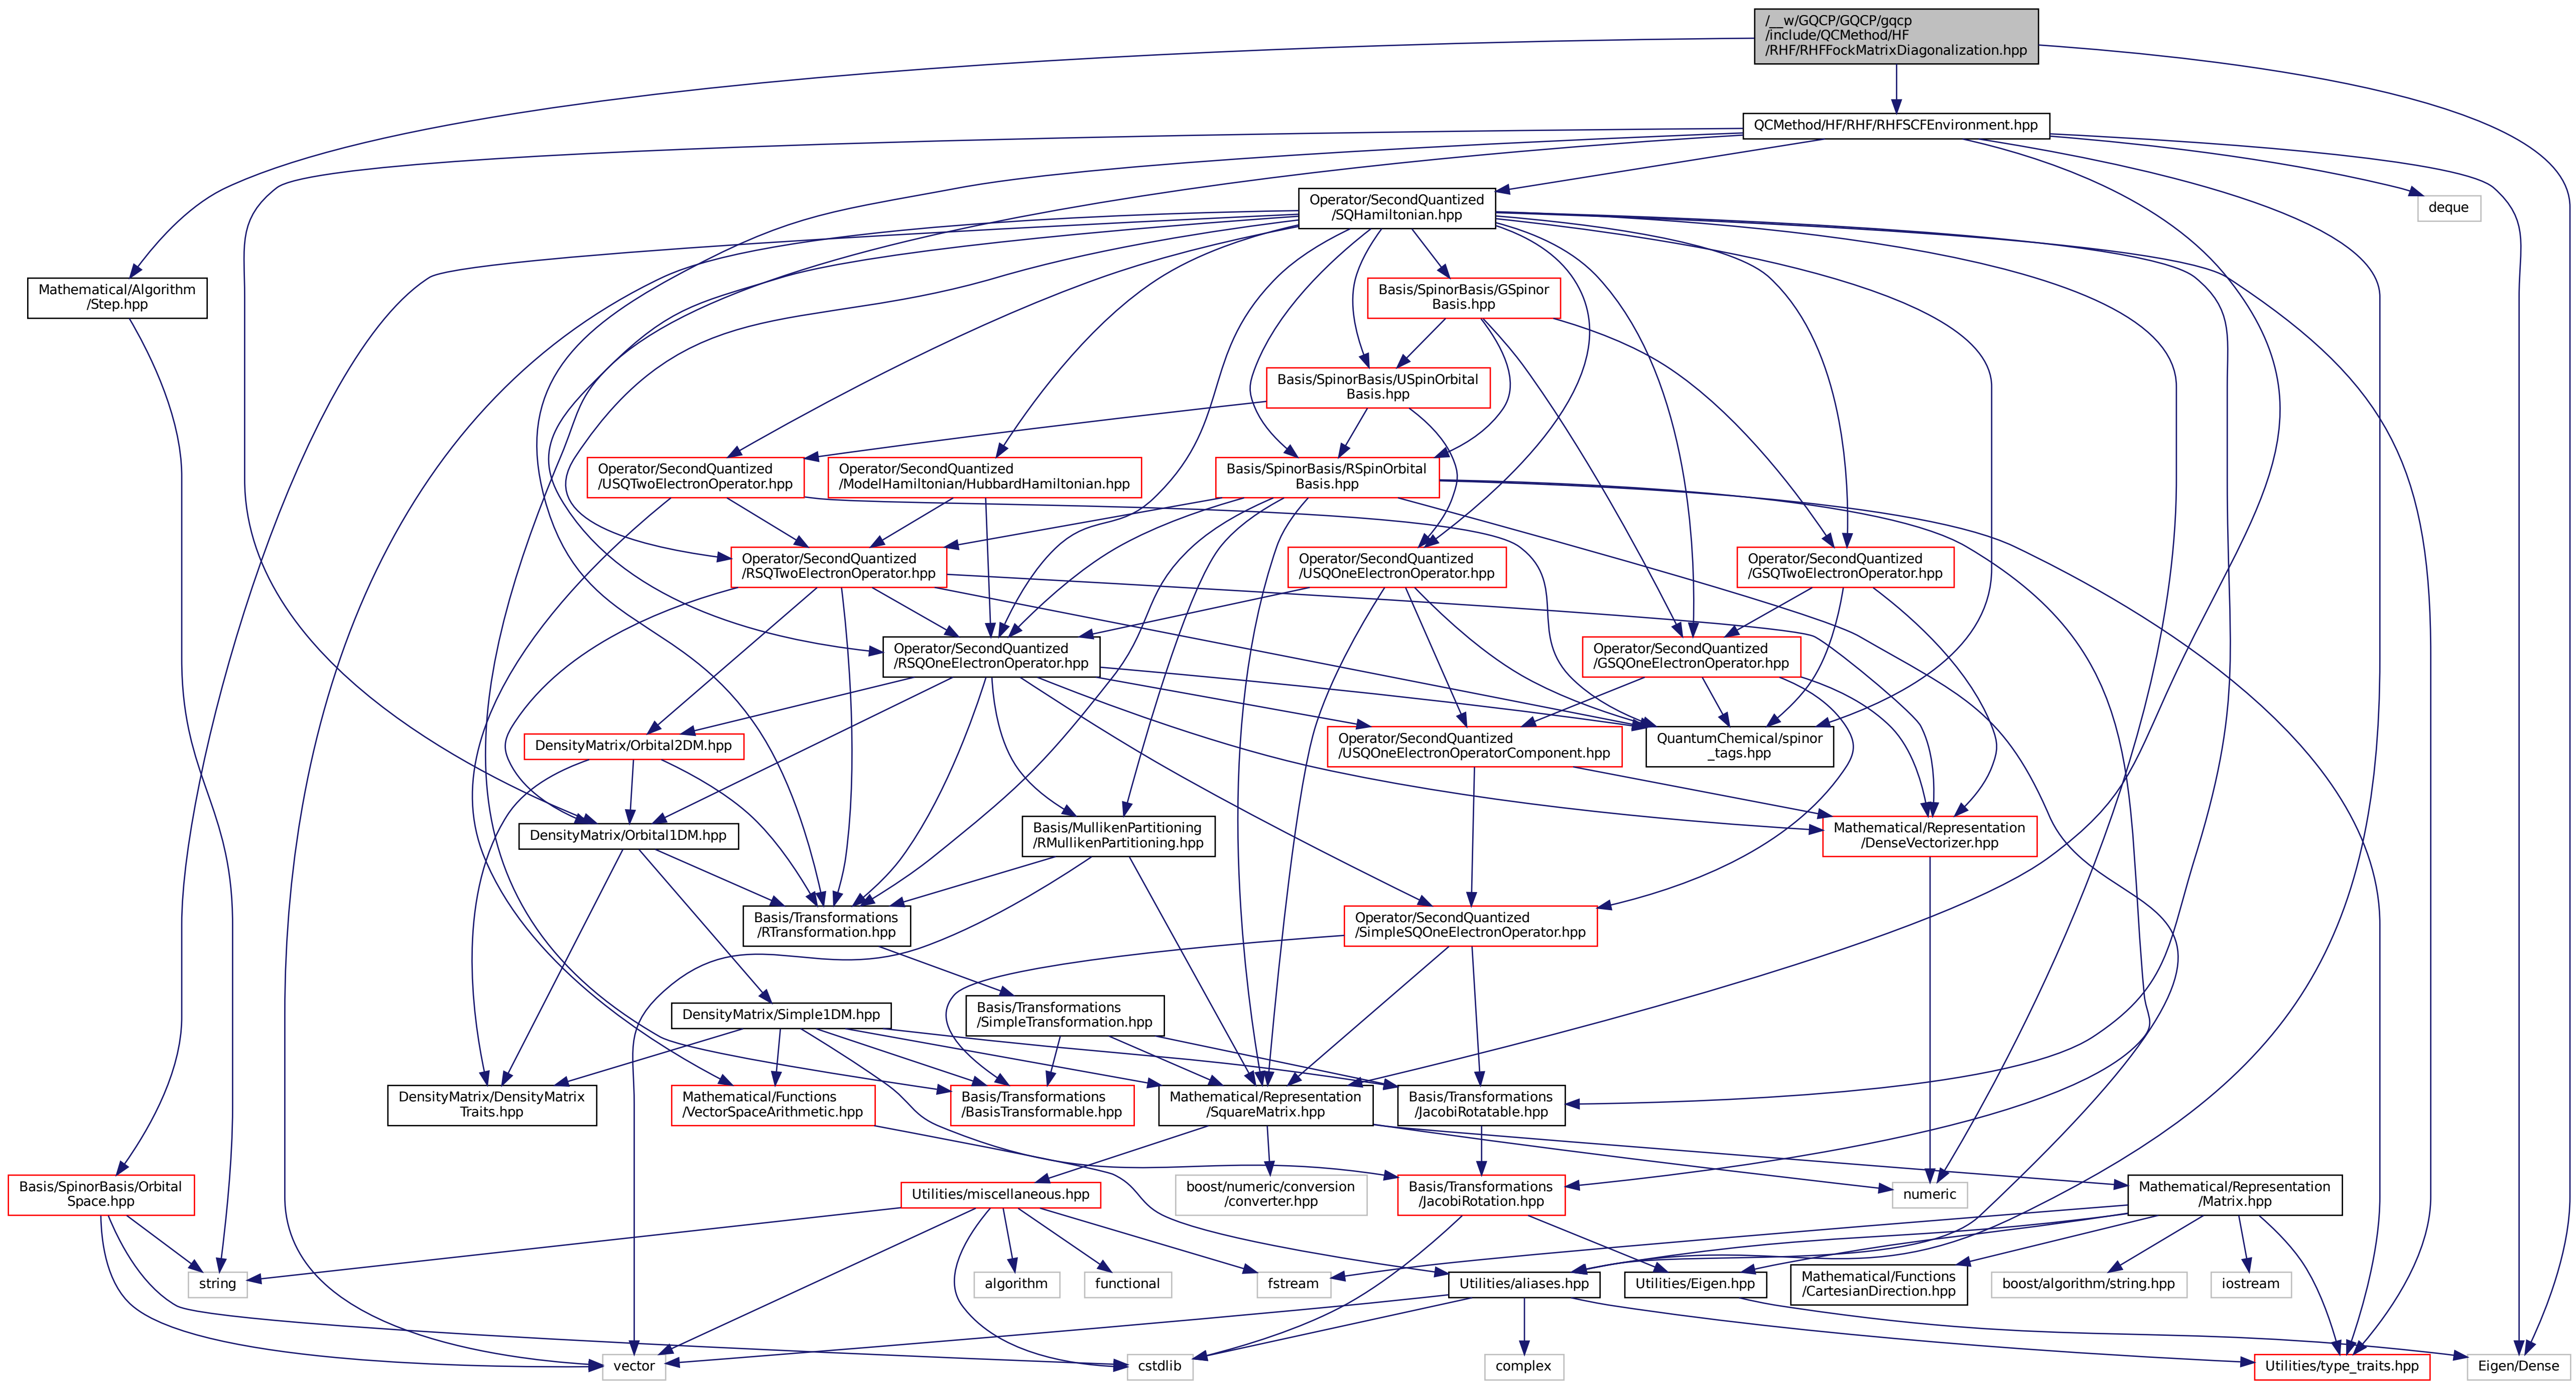 /__w/GQCP/GQCP/gqcp
/include/QCMethod/HF
/RHF/RHFFockMatrixDiagonalization.hpp
QCMethod/HF/RHF/RHFSCFEnvironment.hpp
Operator/SecondQuantized
/SQHamiltonian.hpp
deque
Mathematical/Algorithm
/Step.hpp
Basis/SpinorBasis/GSpinor
Basis.hpp
Basis/SpinorBasis/USpinOrbital
Basis.hpp
Operator/SecondQuantized
/USQTwoElectronOperator.hpp
Operator/SecondQuantized
/ModelHamiltonian/HubbardHamiltonian.hpp
Basis/SpinorBasis/RSpinOrbital
Basis.hpp
Operator/SecondQuantized
/RSQTwoElectronOperator.hpp
Operator/SecondQuantized
/USQOneElectronOperator.hpp
Operator/SecondQuantized
/GSQTwoElectronOperator.hpp
Operator/SecondQuantized
/RSQOneElectronOperator.hpp
Operator/SecondQuantized
/GSQOneElectronOperator.hpp
DensityMatrix/Orbital2DM.hpp
Operator/SecondQuantized
/USQOneElectronOperatorComponent.hpp
QuantumChemical/spinor
_tags.hpp
DensityMatrix/Orbital1DM.hpp
Basis/MullikenPartitioning
/RMullikenPartitioning.hpp
Mathematical/Representation
/DenseVectorizer.hpp
Basis/Transformations
/RTransformation.hpp
Operator/SecondQuantized
/SimpleSQOneElectronOperator.hpp
DensityMatrix/Simple1DM.hpp
Basis/Transformations
/SimpleTransformation.hpp
DensityMatrix/DensityMatrix
Traits.hpp
Mathematical/Functions
/VectorSpaceArithmetic.hpp
Basis/Transformations
/BasisTransformable.hpp
Mathematical/Representation
/SquareMatrix.hpp
Basis/Transformations
/JacobiRotatable.hpp
Basis/SpinorBasis/Orbital
Space.hpp
Utilities/miscellaneous.hpp
boost/numeric/conversion
/converter.hpp
Basis/Transformations
/JacobiRotation.hpp
numeric
Mathematical/Representation
/Matrix.hpp
string
algorithm
functional
fstream
Utilities/aliases.hpp
Utilities/Eigen.hpp
Mathematical/Functions
/CartesianDirection.hpp
boost/algorithm/string.hpp
iostream
vector
cstdlib
complex
Utilities/type_traits.hpp
Eigen/Dense